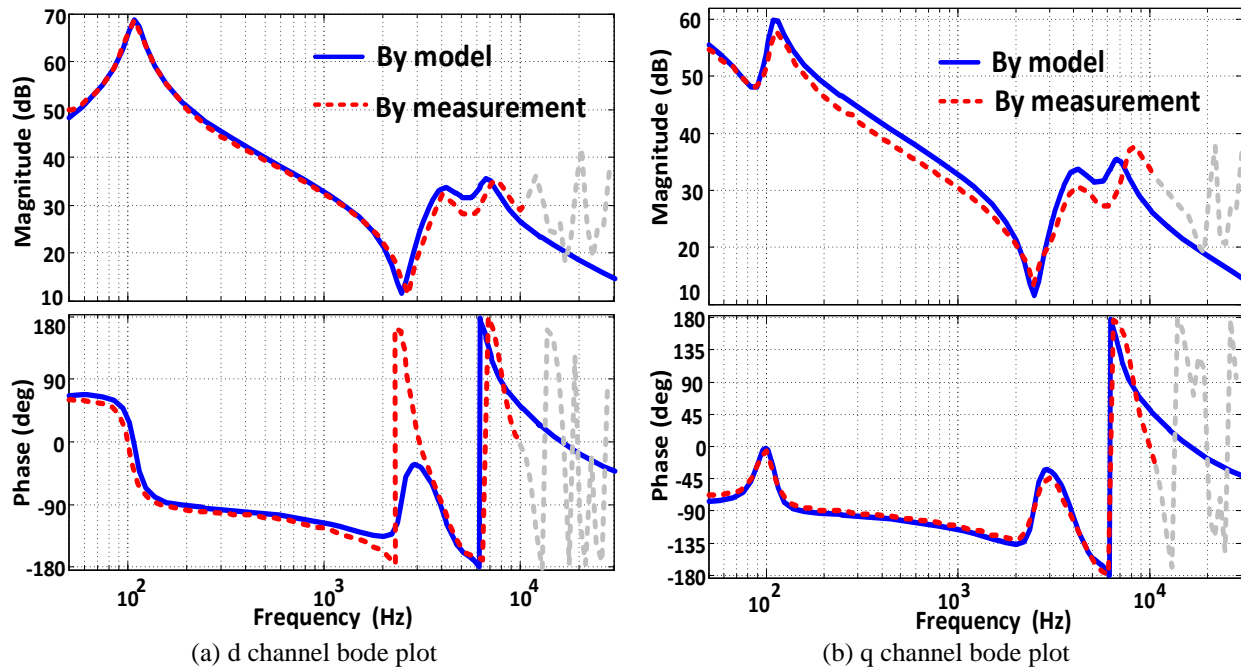 70
60
50
40
30
20
10
Magnitude (dB)
By model
By measurement
180
90
0
-90
-180
Phase (deg)
10^2
10^3
10^4
Frequency (Hz)
(a) d channel bode plot
60
50
40
30
20
10
Magnitude (dB)
By model
By measurement
180
135
90
45
0
-45
-90
-135
-180
Phase (deg)
10^2
10^3
10^4
Frequency (Hz)
(b) q channel bode plot